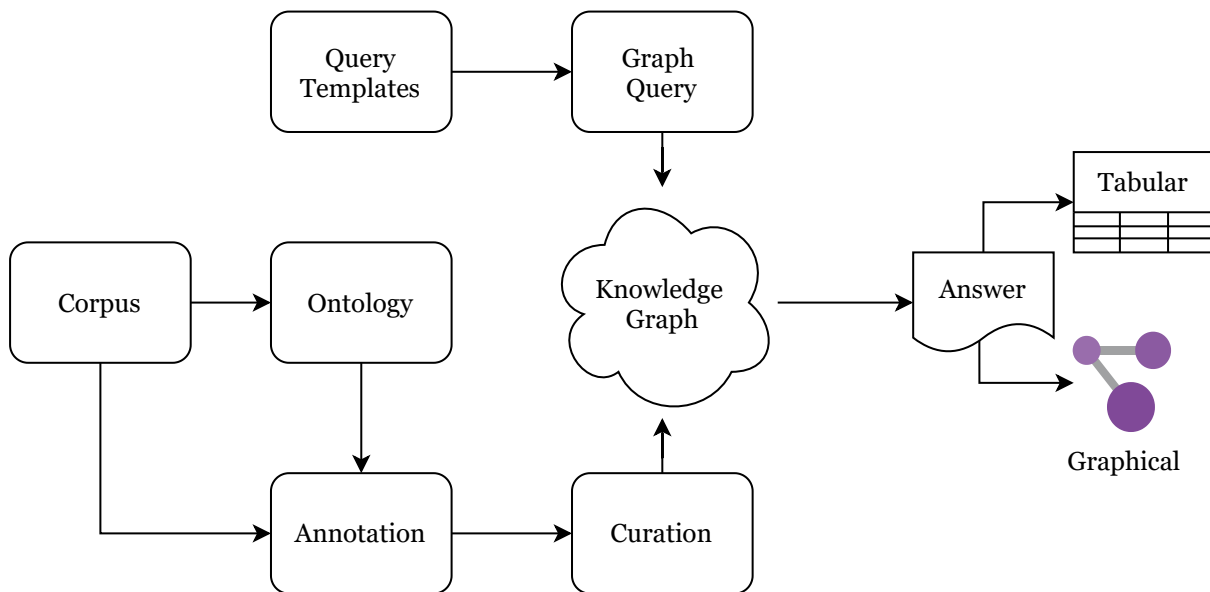 Query
Templates
Graph
Query
Tabular
Corpus
Ontology
Knowledge
Graph
Answer
Graphical
Annotation
Curation